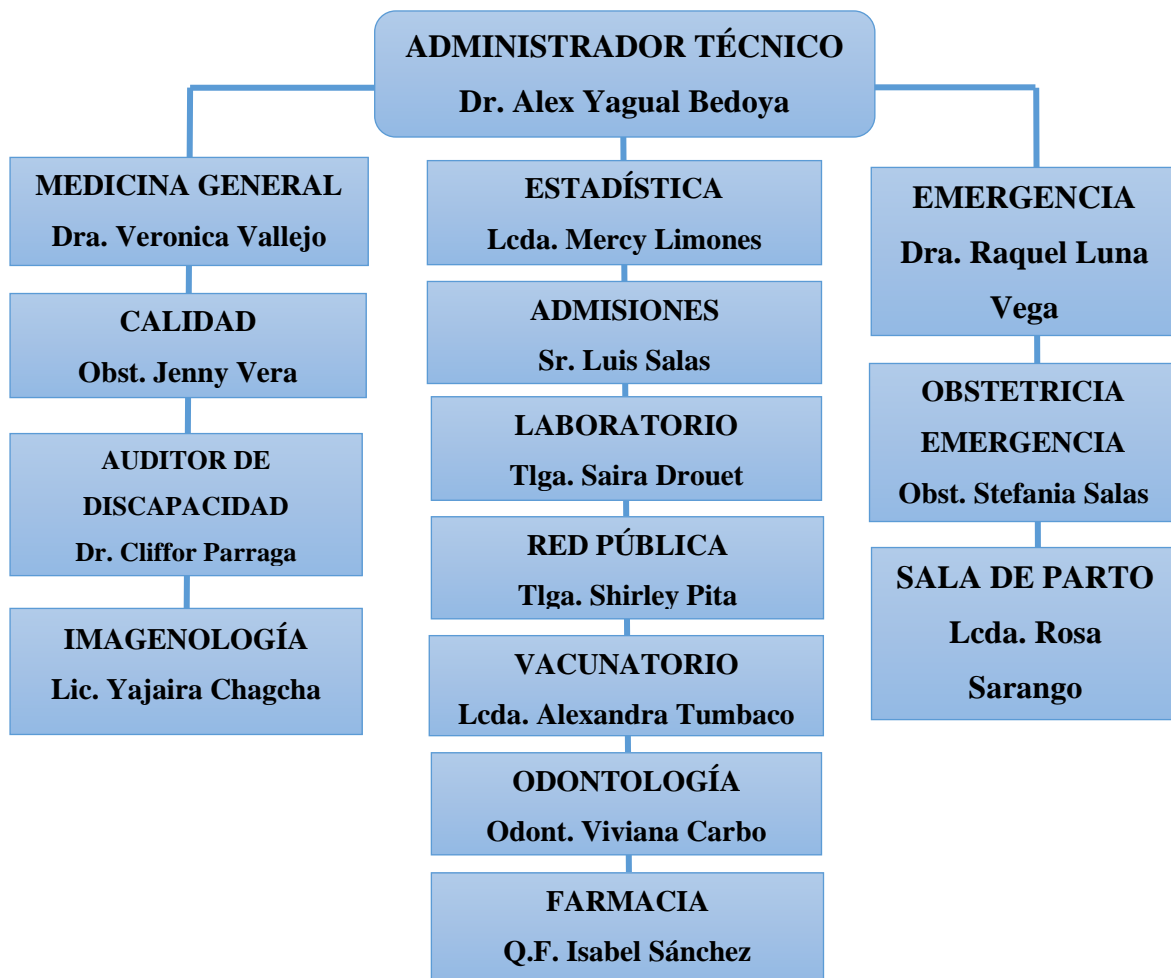 ADMINISTRADOR TÉCNICO
Dr. Alex Yagual Bedoya
MEDICINA GENERAL
Dra. Veronica Vallejo
CALIDAD
Obst. Jenny Vera
AUDITOR DE
DISCAPACIDAD
Dr. Cliffor Parraga
IMAGENOLOGÍA
Lic. Yajaira Chagcha
ESTADÍSTICA
Lcda. Mercy Limones
ADMISIONES
Sr. Luis Salas
LABORATORIO
Tlga. Saira Drouet
RED PÚBLICA
Tlga. Shirley Pita
VACUNATORIO
Lcda. Alexandra Tumbaco
ODONTOLOGÍA
Odont. Viviana Carbo
FARMACIA
Q.F. Isabel Sánchez
EMERGENCIA
Dra. Raquel Luna
Vega
OBSTETRICIA
EMERGENCIA
Obst. Stefania Salas
SALA DE PARTO
Lcda. Rosa
Sarango